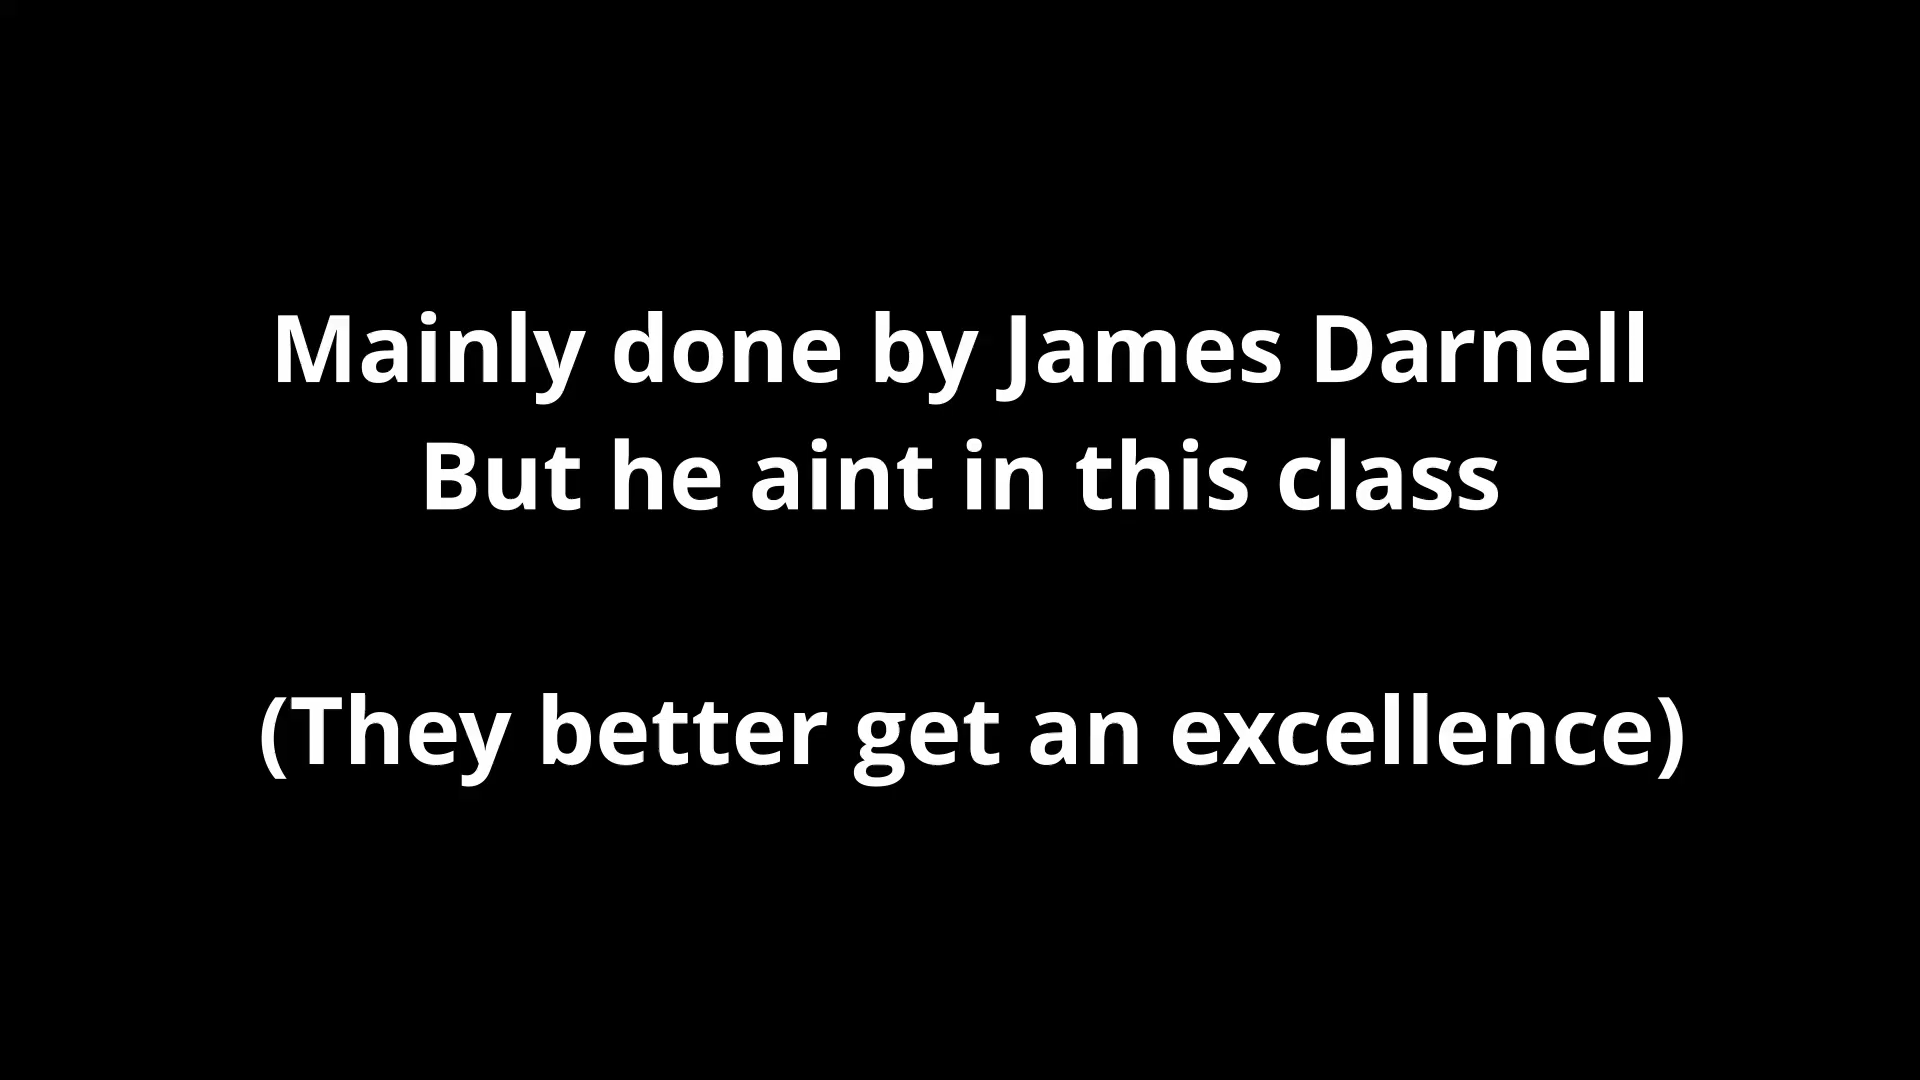 Mainly done by James Darnell
But he aint in this class
(They better get an excellence)